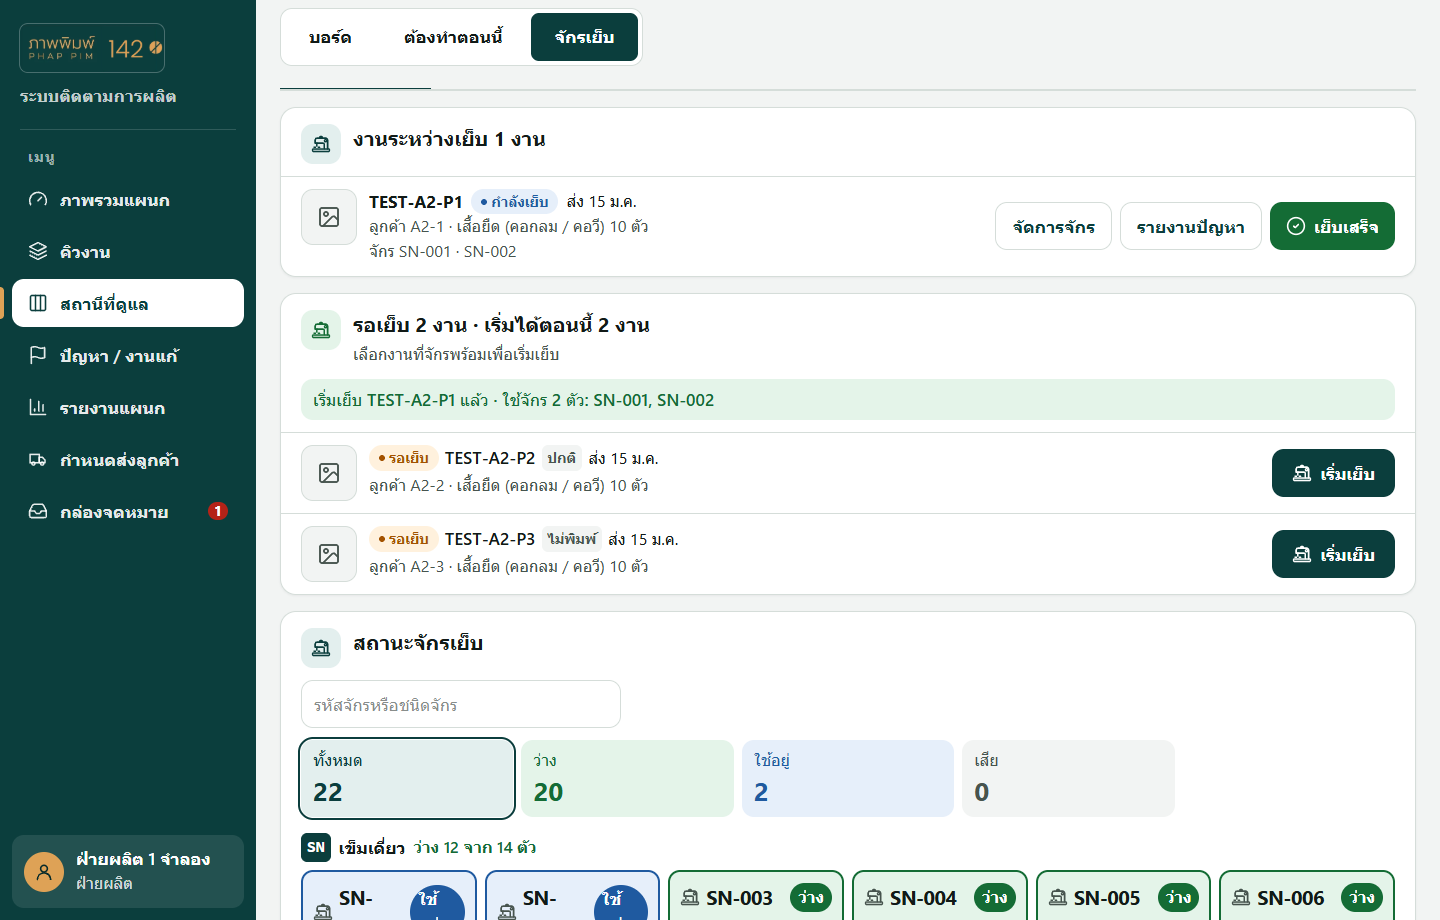 ภาพพิมพ์ 142
PHAP PIM
ระบบติดตามการผลิต
เมนู
ภาพรวมแผนก
คิวงาน
สถานีที่ดูแล
ปัญหา / งานแก้
รายงานแผนก
กำหนดส่งลูกค้า
กล่องจดหมาย 1
ฝ่ายผลิต 1 จำลอง
ฝ่ายผลิต
บอร์ด ต้องทำตอนนี้ จักรเย็บ
งานระหว่างเย็บ 1 งาน
TEST-A2-P1 กำลังเย็บ ส่ง 15 ม.ค.
ลูกค้า A2-1 · เสื้อยืด (คอกลม / คอวี) 10 ตัว
จักร SN-001 · SN-002
จัดการจักร รายงานปัญหา เย็บเสร็จ
รอเย็บ 2 งาน · เริ่มได้ตอนนี้ 2 งาน
เลือกงานที่จักรพร้อมเพื่อเริ่มเย็บ
เริ่มเย็บ TEST-A2-P1 แล้ว · ใช้จักร 2 ตัว: SN-001, SN-002
รอเย็บ TEST-A2-P2 ปกติ ส่ง 15 ม.ค.
ลูกค้า A2-2 · เสื้อยืด (คอกลม / คอวี) 10 ตัว
เริ่มเย็บ
รอเย็บ TEST-A2-P3 ไม่พิมพ์ ส่ง 15 ม.ค.
ลูกค้า A2-3 · เสื้อยืด (คอกลม / คอวี) 10 ตัว
เริ่มเย็บ
สถานะจักรเย็บ
รหัสจักรหรือชนิดจักร
ทั้งหมด ว่าง ใช้อยู่ เสีย
22 20 2 0
SN เข็มเดี่ยว ว่าง 12 จาก 14 ตัว
SN- ใช้ SN- ใช้ SN-003 ว่าง SN-004 ว่าง SN-005 ว่าง SN-006 ว่าง